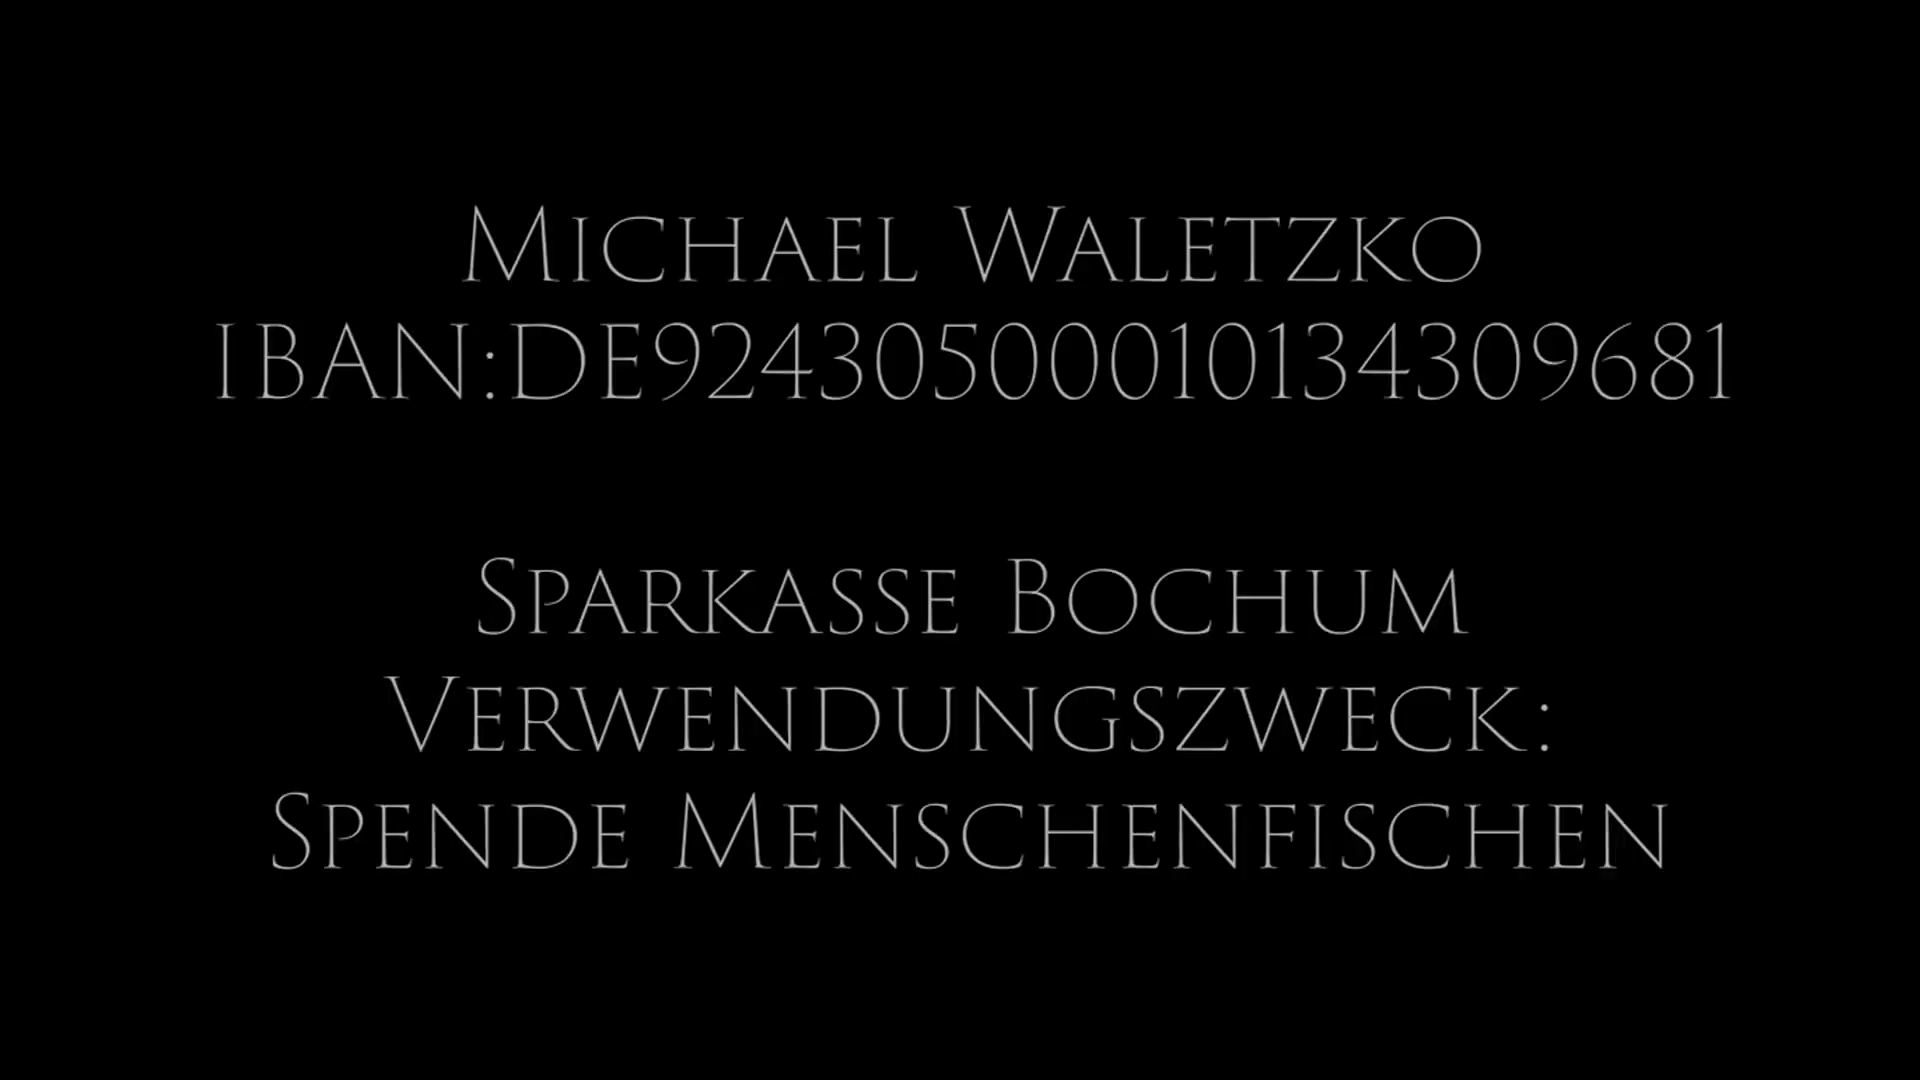 Michael Waletzko
IBAN:DE92430500010134309681
Sparkasse Bochum
Verwendungszweck:
Spende Menschenfischen